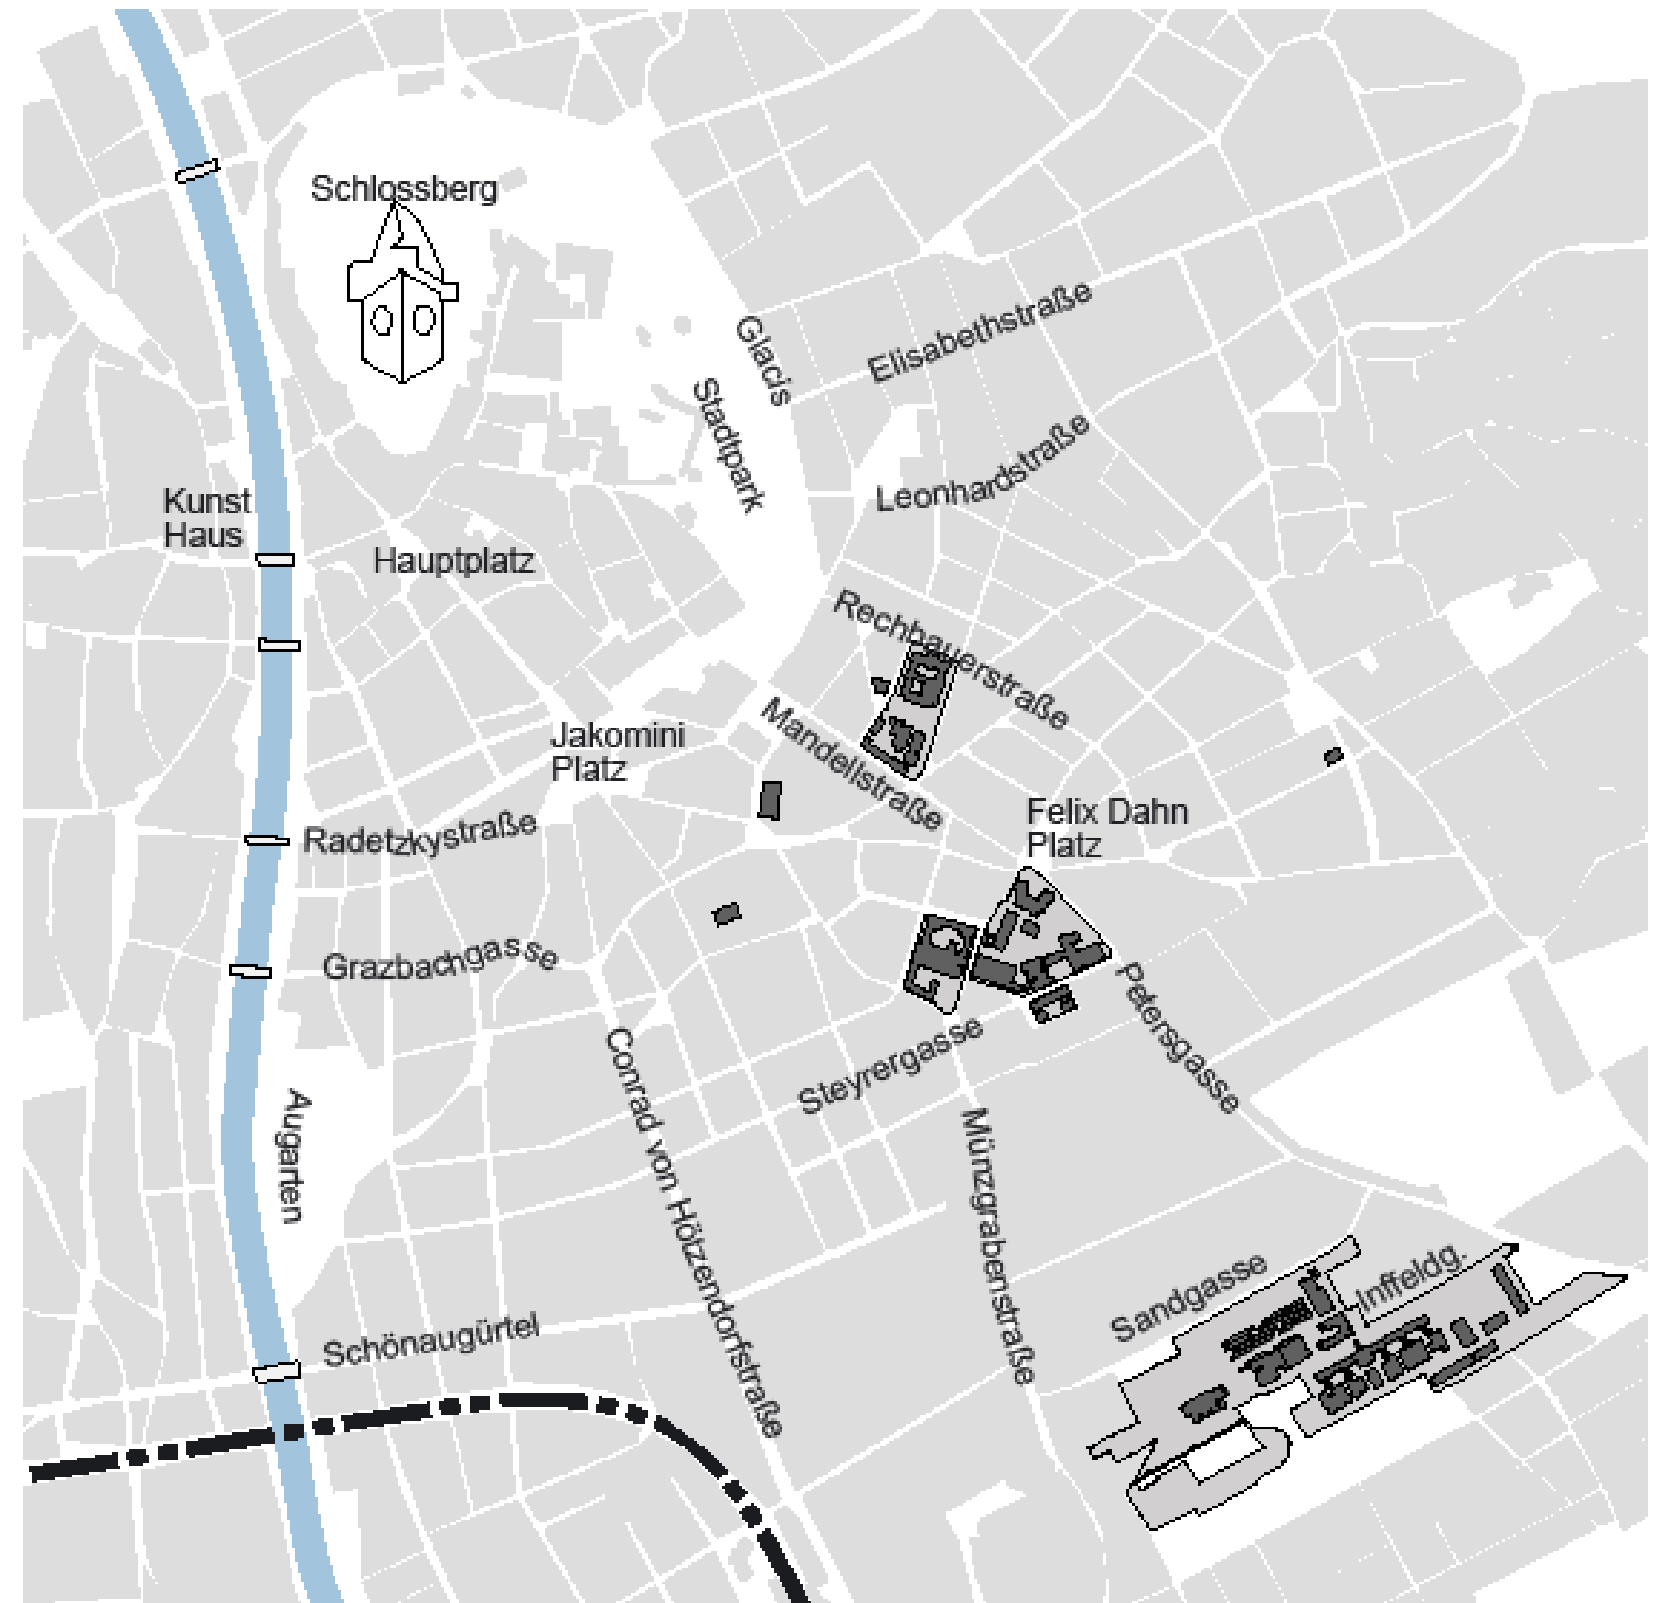 Schlossberg
Glacis
Elisabethstraße
Stadtpark
Leonhardstraße
Kunst
Haus
Hauptplatz
Rechbauerstraße
Mandellstraße
Jakomini
Platz
Felix Dahn
Platz
Radetzkystraße
Grazbachgasse
Petersgasse
Steyrergasse
Conrad von Hötzendorfstraße
Augarten
Münzgrabenstraße
Sandgasse
Inffeldg.
Schönaugürtel